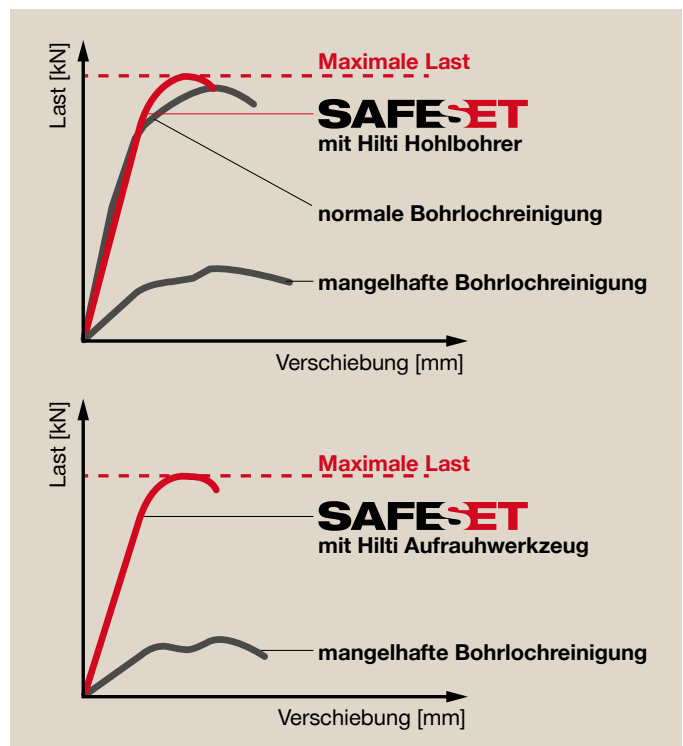 Last [kN]
Maximale Last
SAFESET
mit Hilti Hohlbohrer
normale Bohrlochreinigung
mangelhafte Bohrlochreinigung
Verschiebung [mm]
Last [kN]
Maximale Last
SAFESET
mit Hilti Aufrauhwerkzeug
mangelhafte Bohrlochreinigung
Verschiebung [mm]